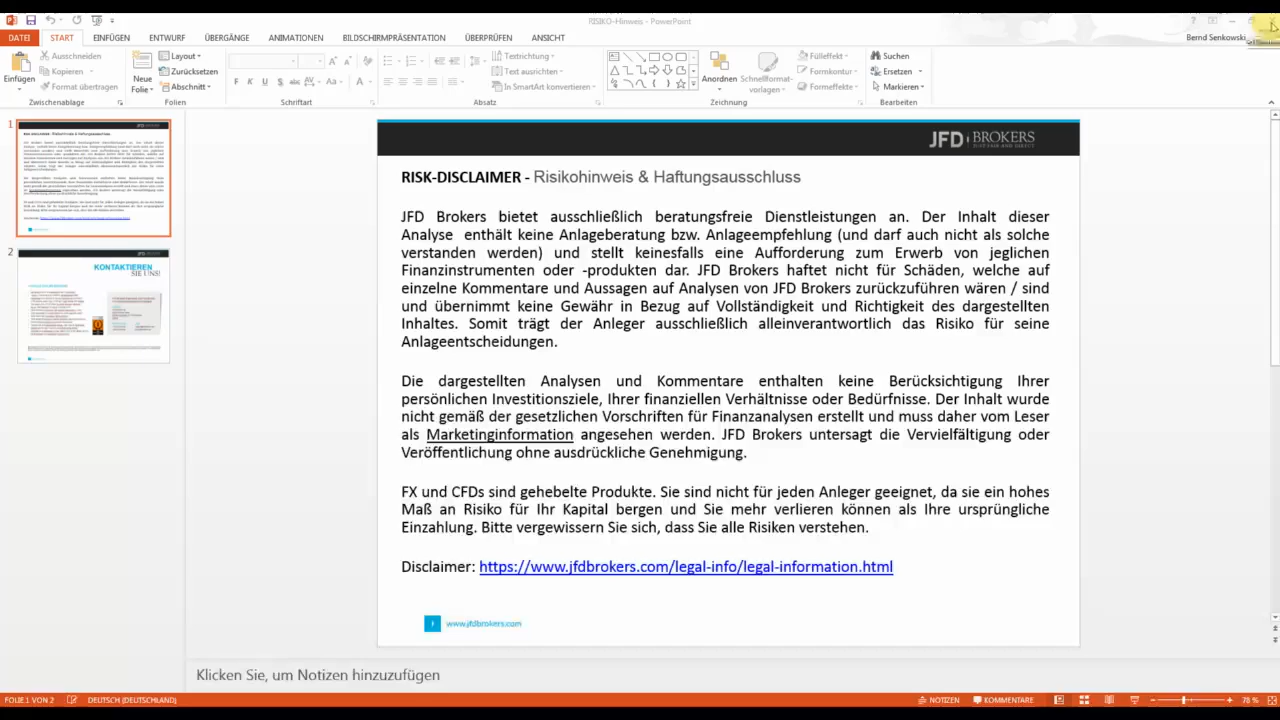 RISIKO-Hinweis - PowerPoint
DATEI START EINFÜGEN ENTWURF ÜBERGÄNGE ANIMATIONEN BILDSCHIRMPRÄSENTATION ÜBERPRÜFEN ANSICHT Bernd Senkowski
Einfügen
Ausschneiden
Kopieren
Format übertragen
Zwischenablage
Neue
Folie
Layout
Zurücksetzen
Abschnitt
Folien
F K U S abc AV Aa A
Schriftart
Textrichtung
Text ausrichten
In SmartArt konvertieren
Absatz
Anordnen
Schnellformat-
vorlagen
Fülleffekt
Formkontur
Formeffekte
Zeichnung
Suchen
Ersetzen
Markieren
Bearbeiten
1
2
KONTAKTIEREN
SIE UNS!
JFD BROKERS
JUST FAIR AND DIRECT
RISK-DISCLAIMER - Risikohinweis & Haftungsausschluss
JFD Brokers bietet ausschließlich beratungsfreie Dienstleistungen an. Der Inhalt dieser
Analyse enthält keine Anlageberatung bzw. Anlageempfehlung (und darf auch nicht als solche
verstanden werden) und stellt keinesfalls eine Aufforderung zum Erwerb von jeglichen
Finanzinstrumenten oder -produkten dar. JFD Brokers haftet nicht für Schäden, welche auf
einzelne Kommentare und Aussagen auf Analysen von JFD Brokers zurückzuführen wären / sind
und übernimmt keine Gewähr in Bezug auf Vollständigkeit und Richtigkeit des dargestellten
Inhaltes. Somit trägt der Anleger ausschließlich alleinverantwortlich das Risiko für seine
Anlageentscheidungen.
Die dargestellten Analysen und Kommentare enthalten keine Berücksichtigung Ihrer
persönlichen Investitionsziele, Ihrer finanziellen Verhältnisse oder Bedürfnisse. Der Inhalt wurde
nicht gemäß der gesetzlichen Vorschriften für Finanzanalysen erstellt und muss daher vom Leser
als Marketinginformation angesehen werden. JFD Brokers untersagt die Vervielfältigung oder
Veröffentlichung ohne ausdrückliche Genehmigung.
FX und CFDs sind gehebelte Produkte. Sie sind nicht für jeden Anleger geeignet, da sie ein hohes
Maß an Risiko für Ihr Kapital bergen und Sie mehr verlieren können als Ihre ursprüngliche
Einzahlung. Bitte vergewissern Sie sich, dass Sie alle Risiken verstehen.
Disclaimer: https://www.jfdbrokers.com/legal-info/legal-information.html
www.jfdbrokers.com
Klicken Sie, um Notizen hinzuzufügen
FOLIE 1 VON 2 DEUTSCH (DEUTSCHLAND) NOTIZEN KOMMENTARE 78 %